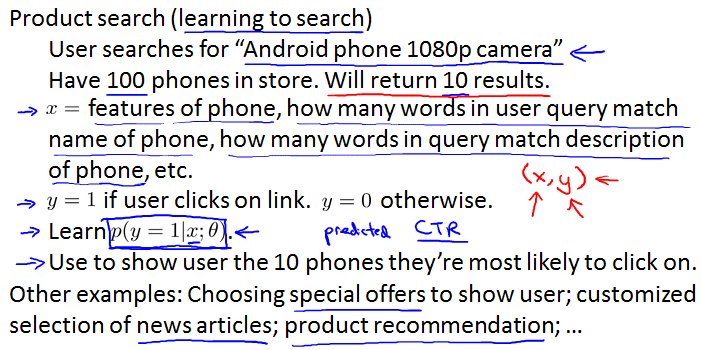 Product search (learning to search)
User searches for “Android phone 1080p camera” ←
Have 100 phones in store. Will return 10 results.
→ x = features of phone, how many words in user query match
name of phone, how many words in query match description
of phone, etc.
(x, y) ←
→ y = 1 if user clicks on link. y = 0 otherwise.
→ Learn p(y = 1|x; θ). ← predicted CTR
→ Use to show user the 10 phones they’re most likely to click on.
Other examples: Choosing special offers to show user; customized
selection of news articles; product recommendation; …